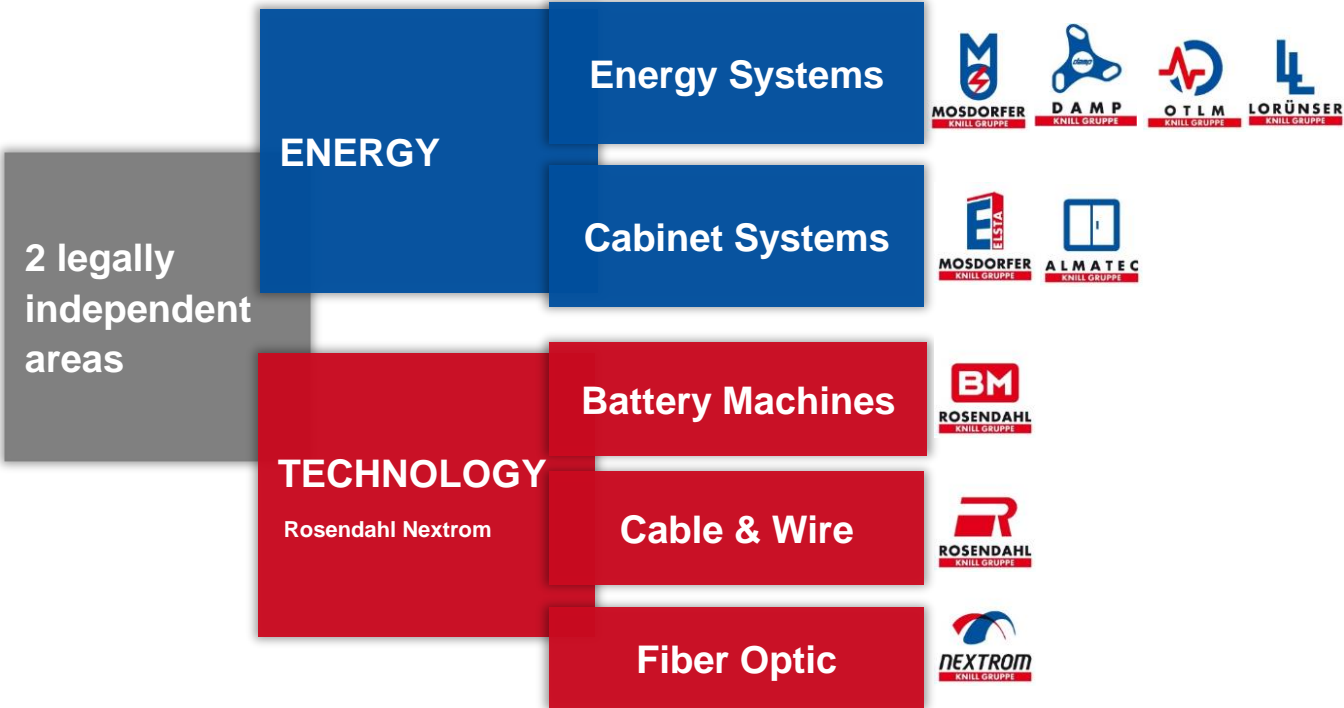 2 legally
independent
areas
ENERGY
Energy Systems
MOSDORFER
KNILL GRUPPE
damp
DAMP
KNILL GRUPPE
OTLM
KNILL GRUPPE
LL
LORÜNSER
KNILL GRUPPE
Cabinet Systems
E ELSTA
MOSDORFER
KNILL GRUPPE
ALMATEC
KNILL GRUPPE
TECHNOLOGY
Rosendahl Nextrom
Battery Machines
BM
ROSENDAHL
KNILL GRUPPE
Cable & Wire
R
ROSENDAHL
KNILL GRUPPE
Fiber Optic
NEXTROM
KNILL GRUPPE